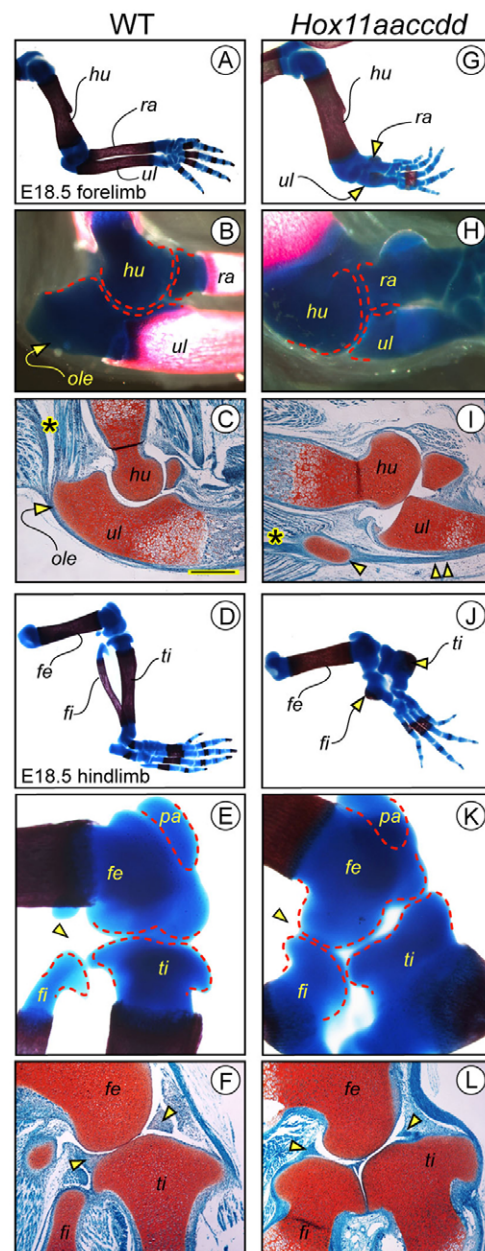 WT
Hox11aaccdd
A
hu
ra
ul
E18.5 forelimb
G
hu
ra
ul
B
hu
ra
ul
ole
H
hu
ra
ul
C
*
hu
ul
ole
I
*
hu
ul
D
fe
ti
fi
E18.5 hindlimb
J
ti
fe
fi
E
pa
fe
fi
ti
K
pa
fe
fi
ti
F
fe
ti
fi
L
fe
ti
fi